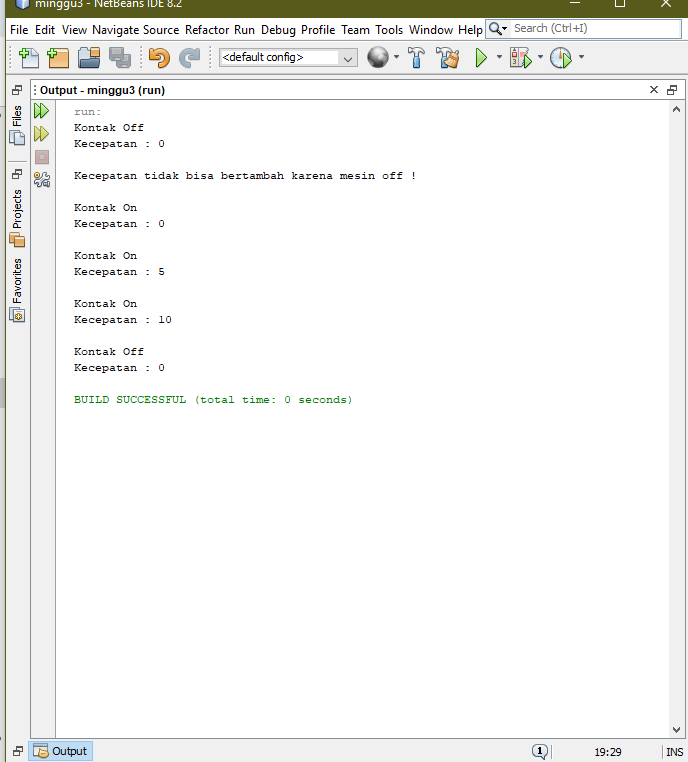 minggu3 - NetBeans IDE 8.2
File Edit View Navigate Source Refactor Run Debug Profile Team Tools Window Help
Search (Ctrl+I)
<default config>
Output - minggu3 (run)
Files
Projects
Favorites
run:
Kontak Off
Kecepatan : 0
Kecepatan tidak bisa bertambah karena mesin off !
Kontak On
Kecepatan : 0
Kontak On
Kecepatan : 5
Kontak On
Kecepatan : 10
Kontak Off
Kecepatan : 0
BUILD SUCCESSFUL (total time: 0 seconds)
Output
1
19:29
INS